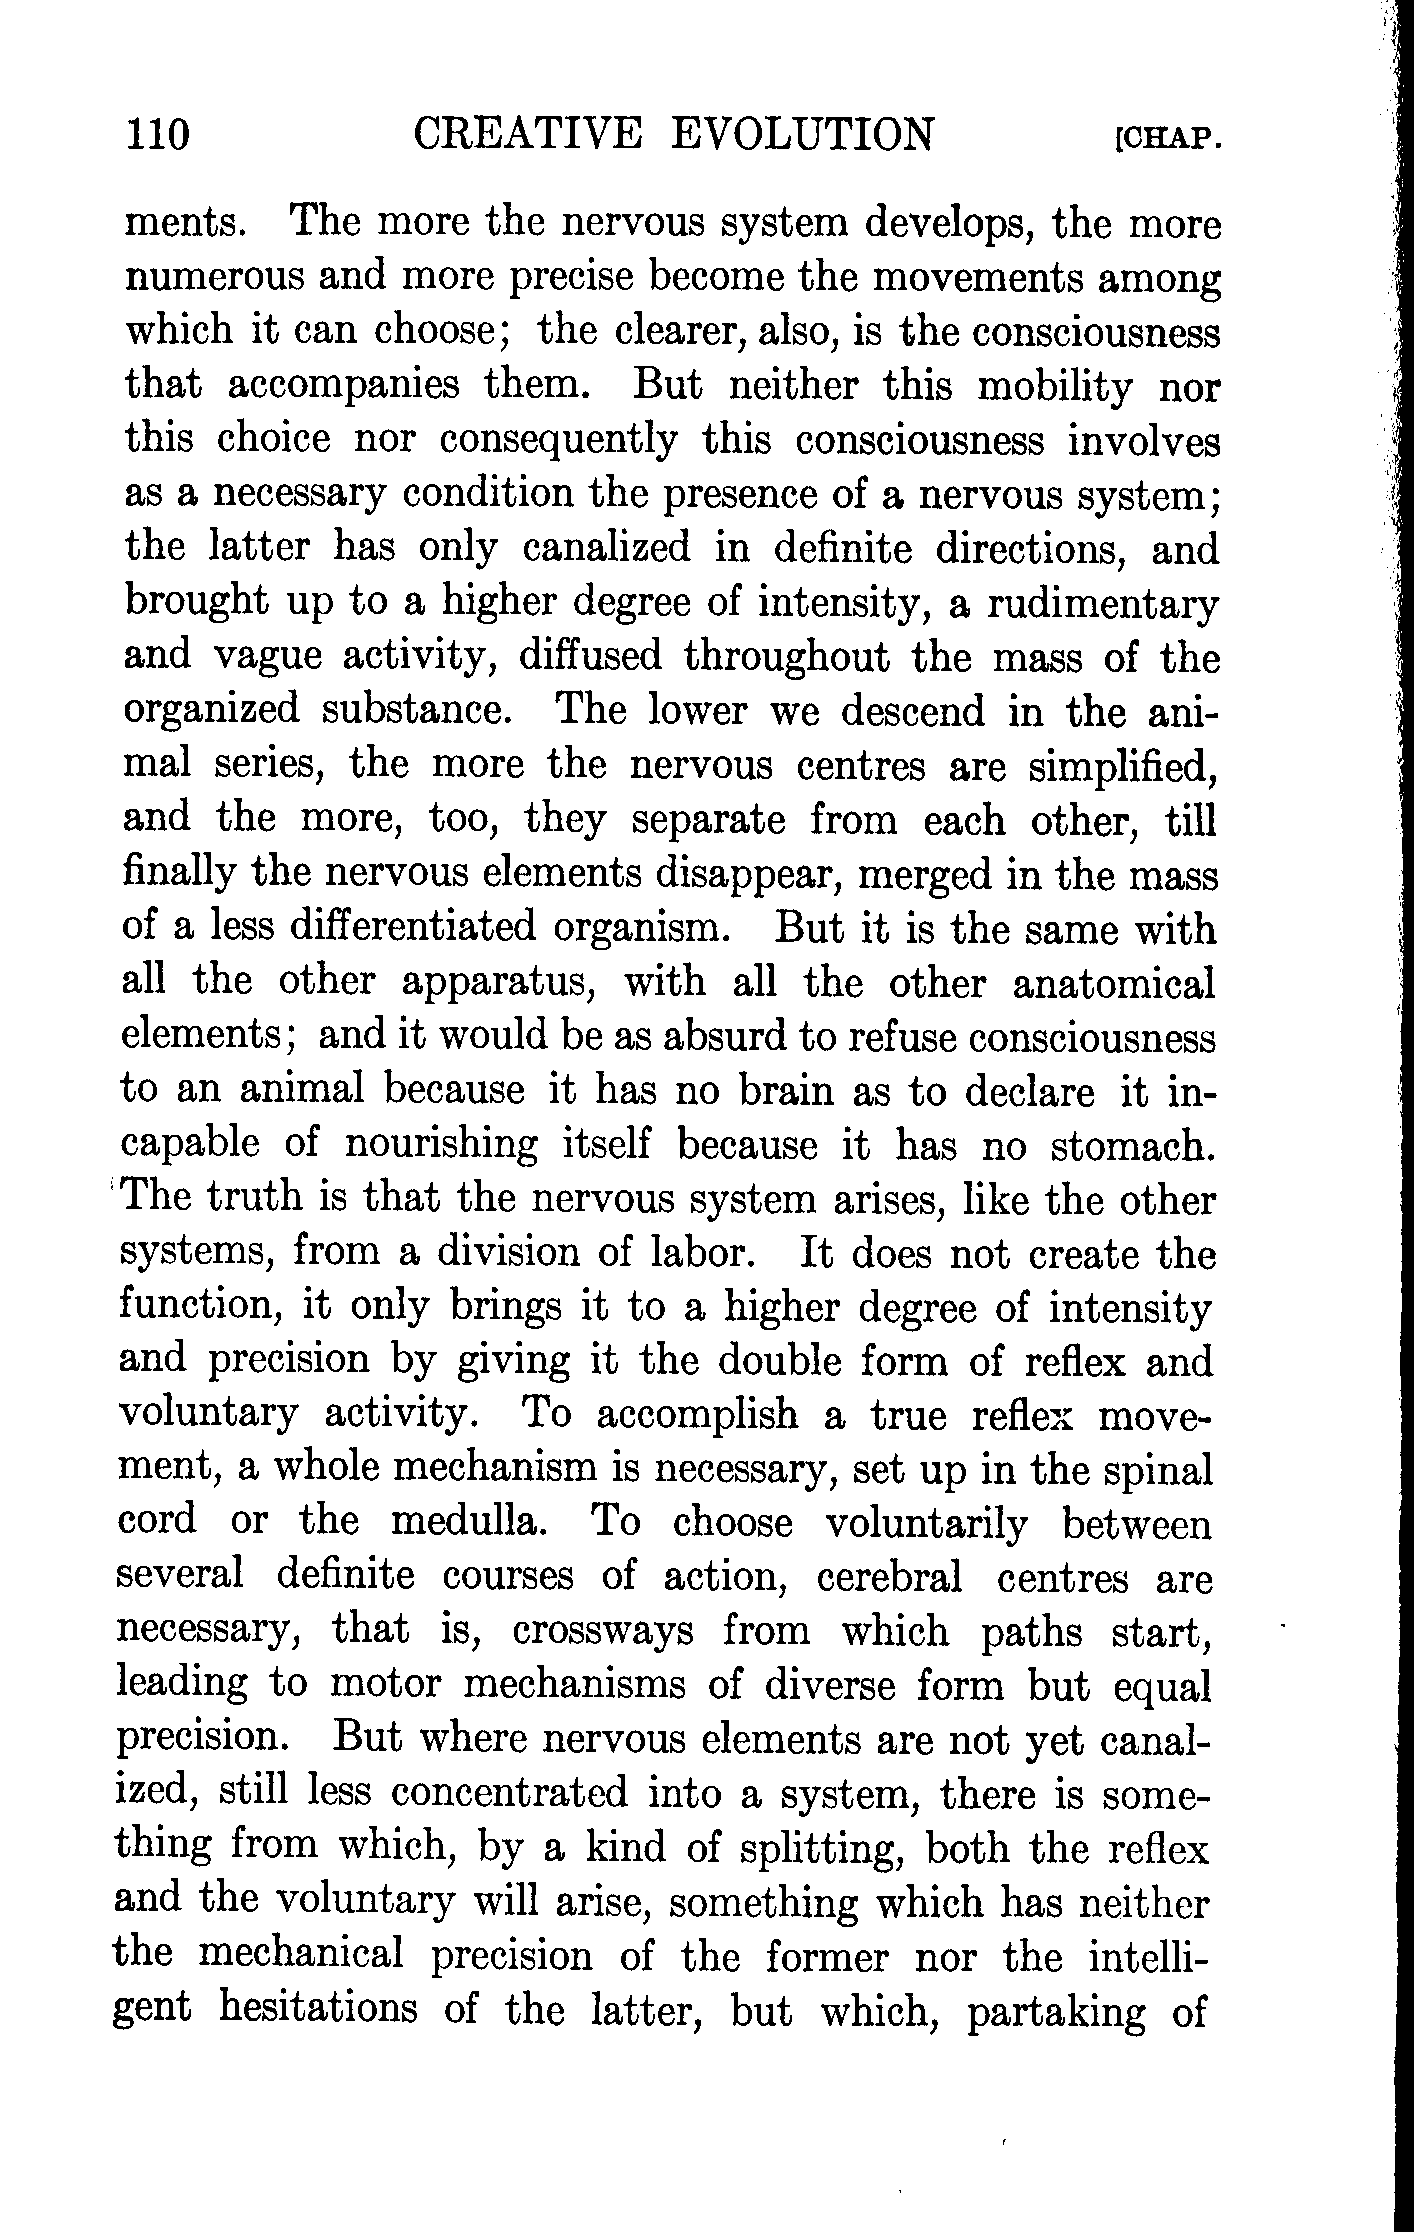 110 CREATIVE EVOLUTION [CHAP.
ments. The more the nervous system develops, the more
numerous and more precise become the movements among
which it can choose; the clearer, also, is the consciousness
that accompanies them. But neither this mobility nor
this choice nor consequently this consciousness involves
as a necessary condition the presence of a nervous system;
the latter has only canalized in definite directions, and
brought up to a higher degree of intensity, a rudimentary
and vague activity, diffused throughout the mass of the
organized substance. The lower we descend in the ani-
mal series, the more the nervous centres are simplified,
and the more, too, they separate from each other, till
finally the nervous elements disappear, merged in the mass
of a less differentiated organism. But it is the same with
all the other apparatus, with all the other anatomical
elements; and it would be as absurd to refuse consciousness
to an animal because it has no brain as to declare it in-
capable of nourishing itself because it has no stomach.
The truth is that the nervous system arises, like the other
systems, from a division of labor. It does not create the
function, it only brings it to a higher degree of intensity
and precision by giving it the double form of reflex and
voluntary activity. To accomplish a true reflex move-
ment, a whole mechanism is necessary, set up in the spinal
cord or the medulla. To choose voluntarily between
several definite courses of action, cerebral centres are
necessary, that is, crossways from which paths start,
leading to motor mechanisms of diverse form but equal
precision. But where nervous elements are not yet canal-
ized, still less concentrated into a system, there is some-
thing from which, by a kind of splitting, both the reflex
and the voluntary will arise, something which has neither
the mechanical precision of the former nor the intelli-
gent hesitations of the latter, but which, partaking of